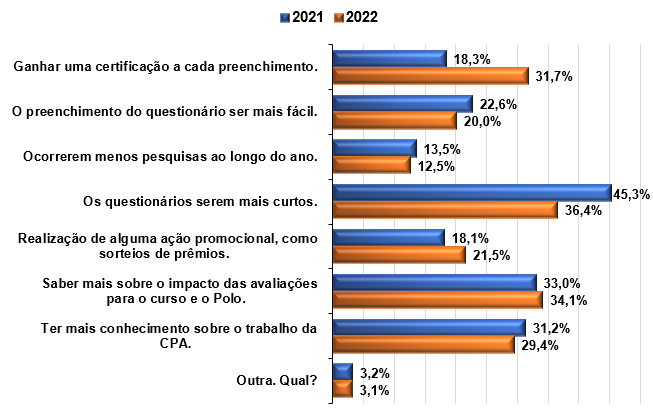 2021 2022
Ganhar uma certificação a cada preenchimento. 18,3%
31,7%
O preenchimento do questionário ser mais fácil. 22,6%
20,0%
Ocorrerem menos pesquisas ao longo do ano. 13,5%
12,5%
Os questionários serem mais curtos. 45,3%
36,4%
Realização de alguma ação promocional, como
sorteios de prêmios. 18,1%
21,5%
Saber mais sobre o impacto das avaliações
para o curso e o Polo. 33,0%
34,1%
Ter mais conhecimento sobre o trabalho da
CPA. 31,2%
29,4%
Outra. Qual? 3,2%
3,1%